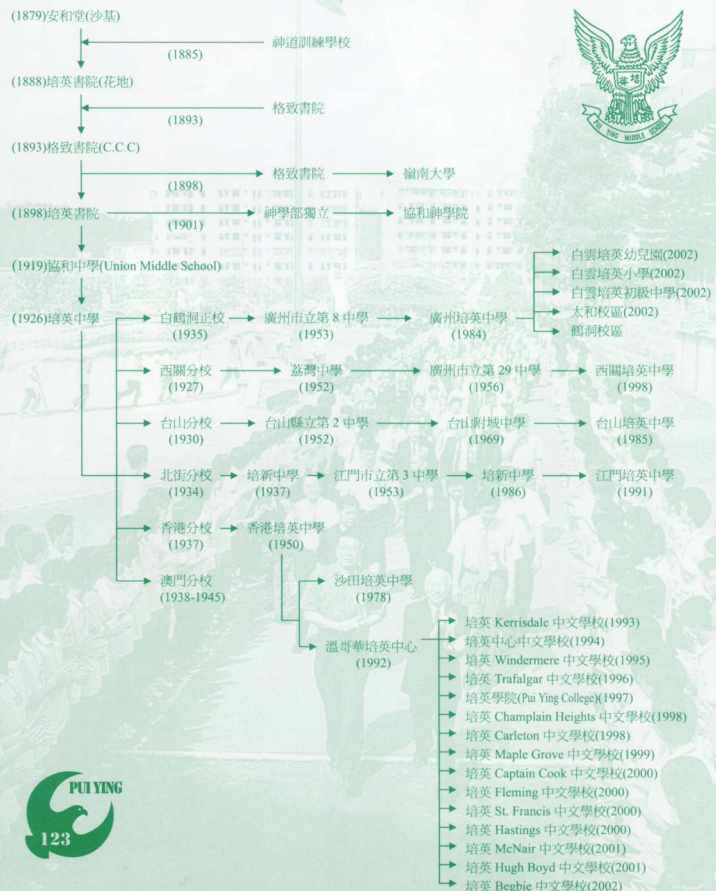 (1879)安和堂(沙基)
神道訓練學校
(1885)
(1888)培英書院(花地)
格致書院
(1893)
(1893)格致書院(C.C.C)
格致書院 嶺南大學
(1898)
(1898)培英書院 神學部獨立 協和神學院
(1901)
(1919)協和中學(Union Middle School)
(1926)培英中學
白鶴洞正校 廣州市立第 8 中學 廣州培英中學
(1935) (1953) (1984)
白雲培英幼兒園(2002)
白雲培英小學(2002)
白雲培英初級中學(2002)
太和校區(2002)
鶴洞校區
西關分校 荔灣中學 廣州市立第 29 中學 西關培英中學
(1927) (1952) (1956) (1998)
台山分校 台山縣立第 2 中學 台山附城中學 台山培英中學
(1930) (1952) (1969) (1985)
北街分校 培新中學 江門市立第 3 中學 培新中學 江門培英中學
(1934) (1937) (1953) (1986) (1991)
香港分校 香港培英中學
(1937) (1950)
澳門分校
(1938-1945)
沙田培英中學
(1978)
溫哥華培英中心
(1992)
培英 Kerrisdale 中文學校(1993)
培英中心中文學校(1994)
培英 Windermere 中文學校(1995)
培英 Trafalgar 中文學校(1996)
培英學院(Pui Ying College)(1997)
培英 Champlain Heights 中文學校(1998)
培英 Carleton 中文學校(1998)
培英 Maple Grove 中文學校(1999)
培英 Captain Cook 中文學校(2000)
培英 Fleming 中文學校(2000)
培英 St. Francis 中文學校(2000)
培英 Hastings 中文學校(2000)
培英 McNair 中文學校(2001)
培英 Hugh Boyd 中文學校(2001)
培英 Begbie 中文學校(2002)
英培
PUI YING MIDDLE SCHOOL
PUI YING
123